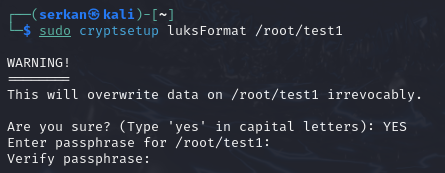 ┌──(serkan㉿kali)-[~]
└─$ sudo cryptsetup luksFormat /root/test1
WARNING!
========
This will overwrite data on /root/test1 irrevocably.
Are you sure? (Type 'yes' in capital letters): YES
Enter passphrase for /root/test1:
Verify passphrase: